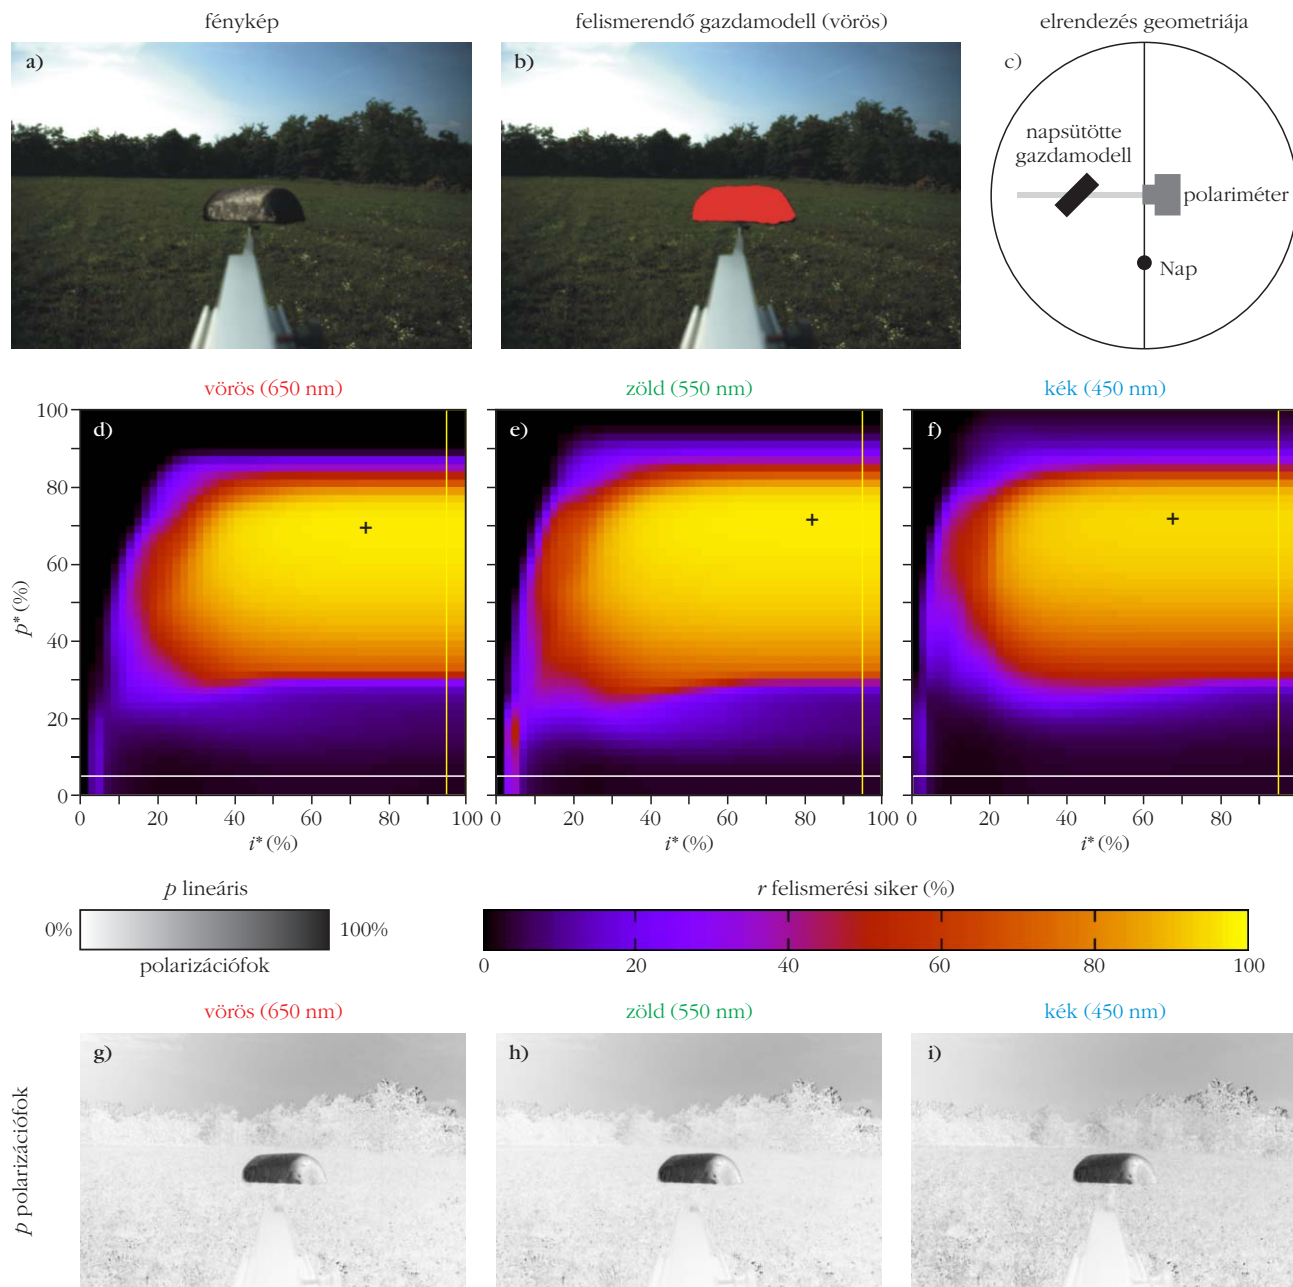 fénykép
felismerendő gazdamodell (vörös)
elrendezés geometriája
a)
b)
c)
napsütötte
gazdamodell
polariméter
Nap
vörös (650 nm)
zöld (550 nm)
kék (450 nm)
d)
e)
f)
p* (%)
100
80
60
40
20
0
0 20 40 60 80 100
0 20 40 60 80 100
0 20 40 60 80
i* (%)
i* (%)
i* (%)
p lineáris
0%
100%
polarizációfok
r felismerési siker (%)
0 20 40 60 80 100
vörös (650 nm)
zöld (550 nm)
kék (450 nm)
g)
h)
i)
p polarizációfok